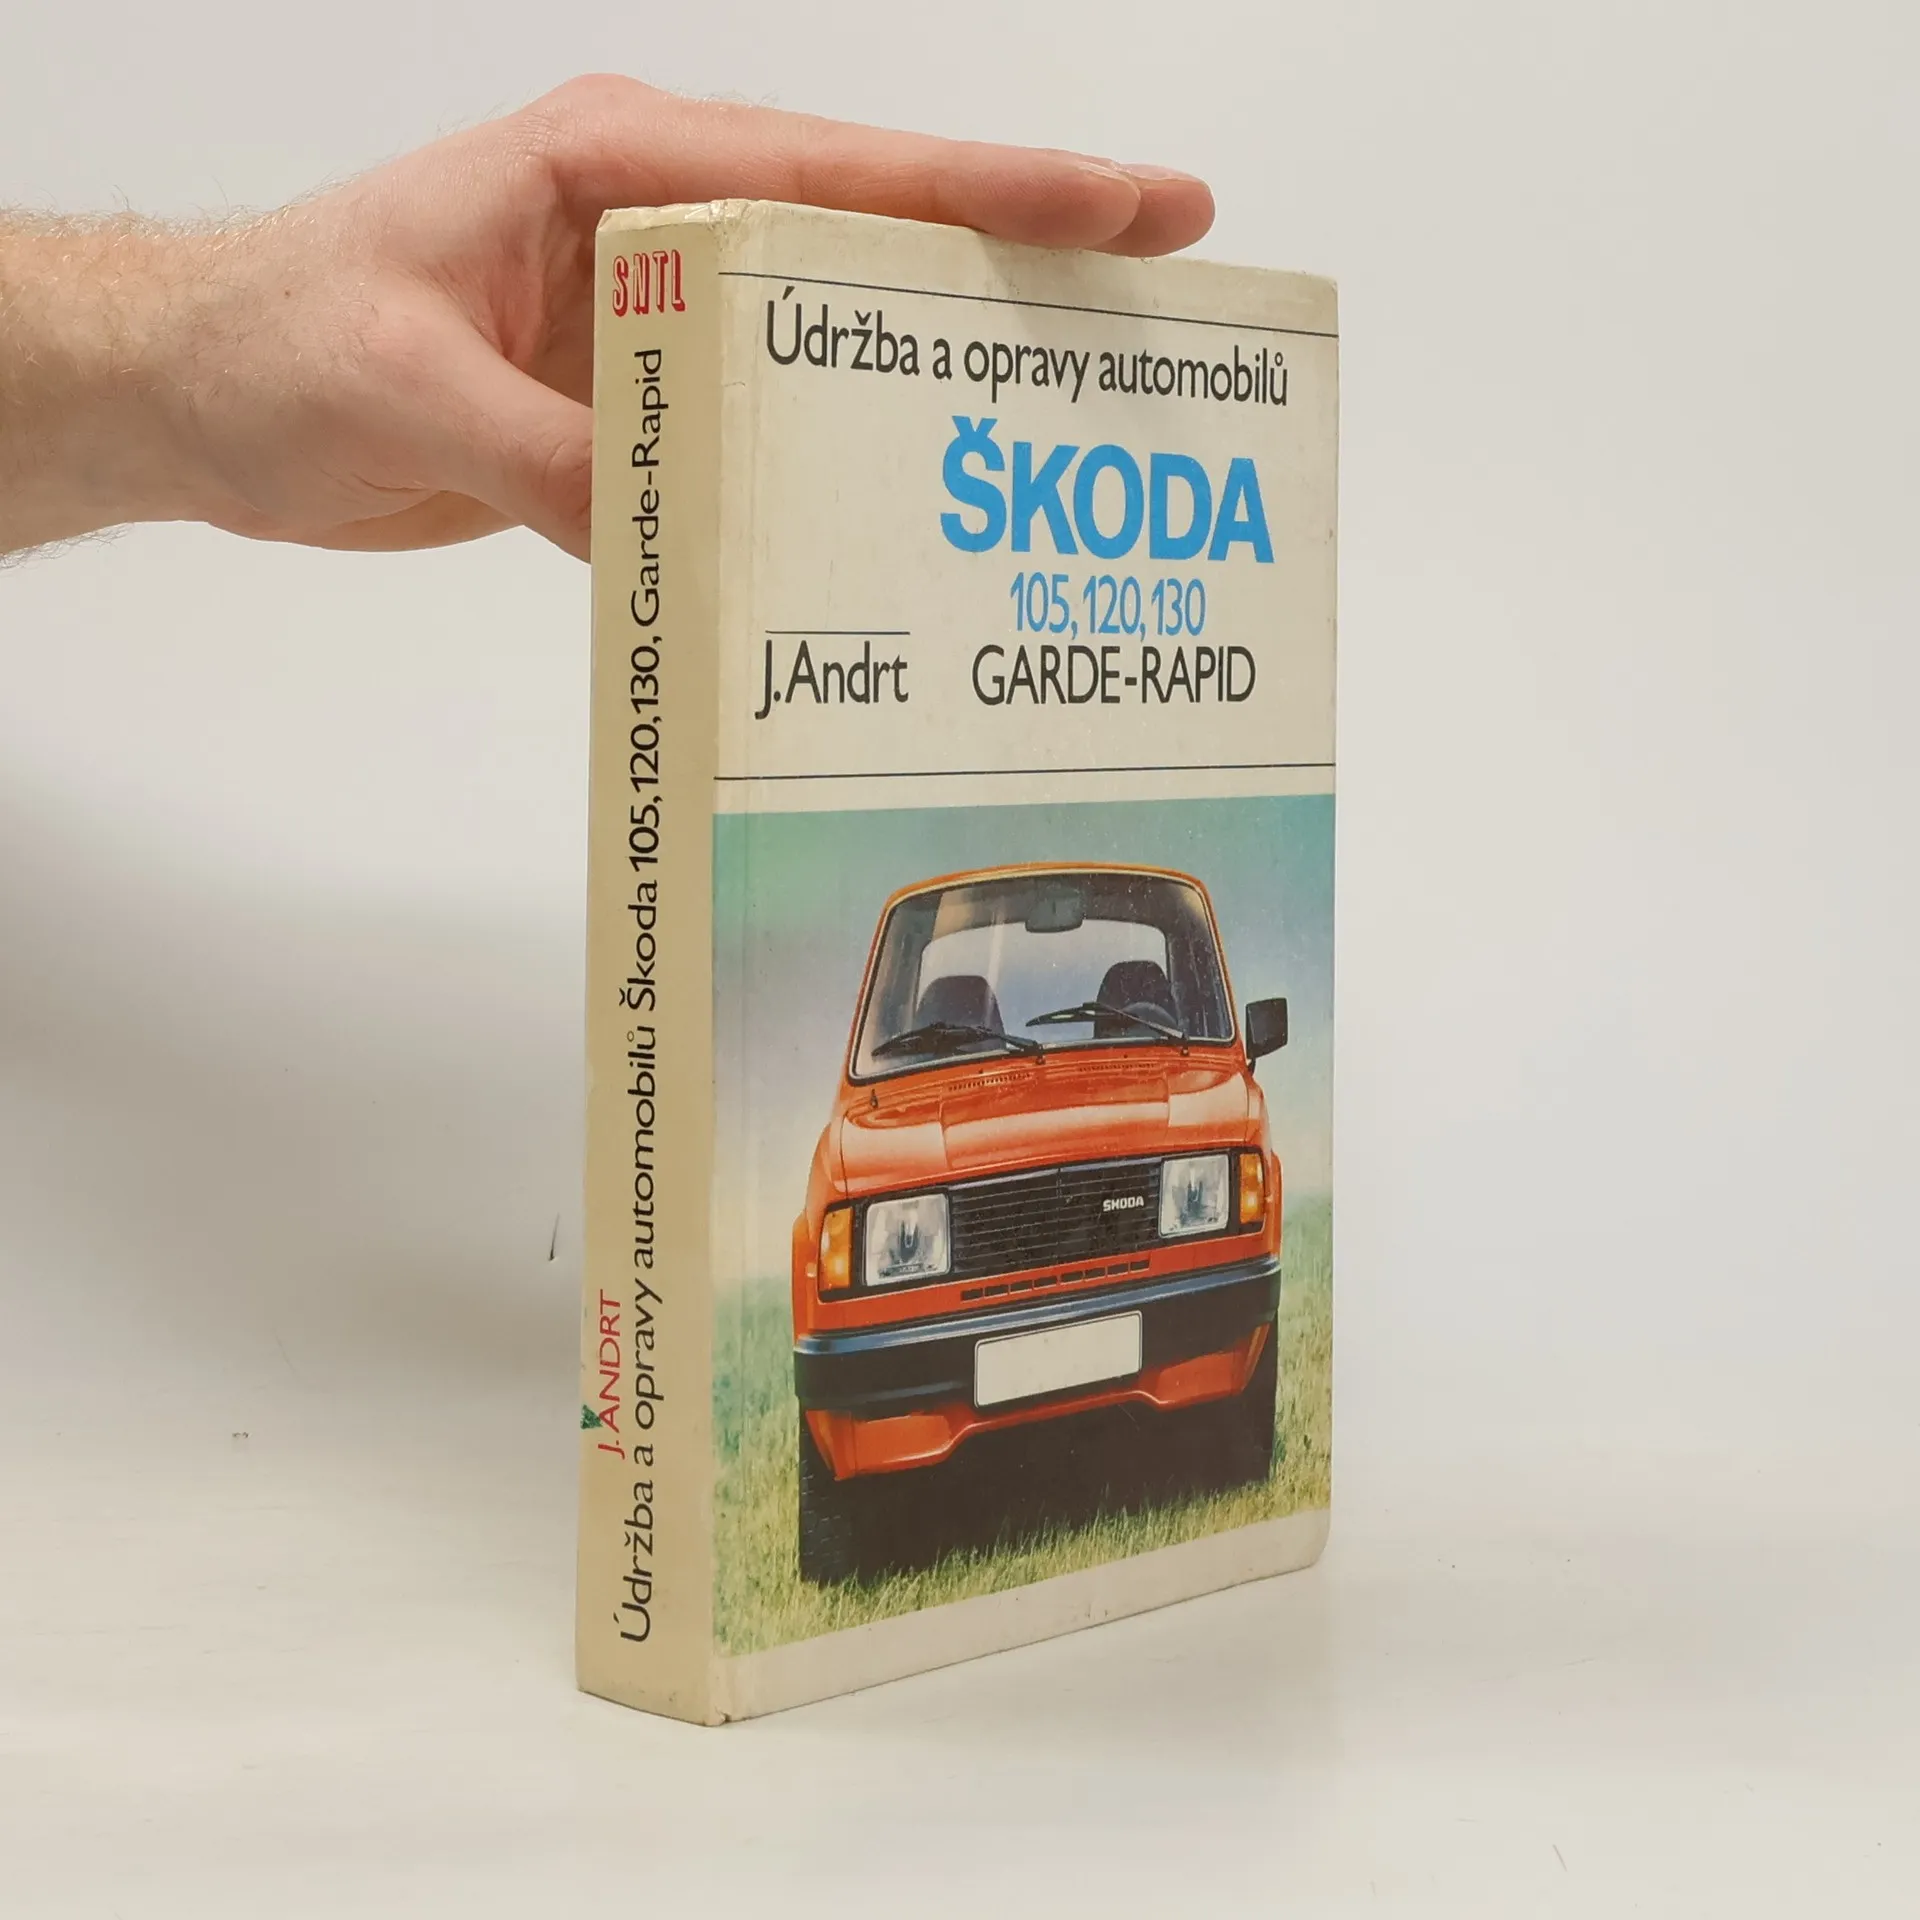 SNTL
J. ANDRT
Údržba a opravy automobilů Škoda 105,120,130, Garde-Rapid
Údržba a opravy automobilů
ŠKODA
105,120,130
J. Andrt
GARDE-RAPID
SKODA